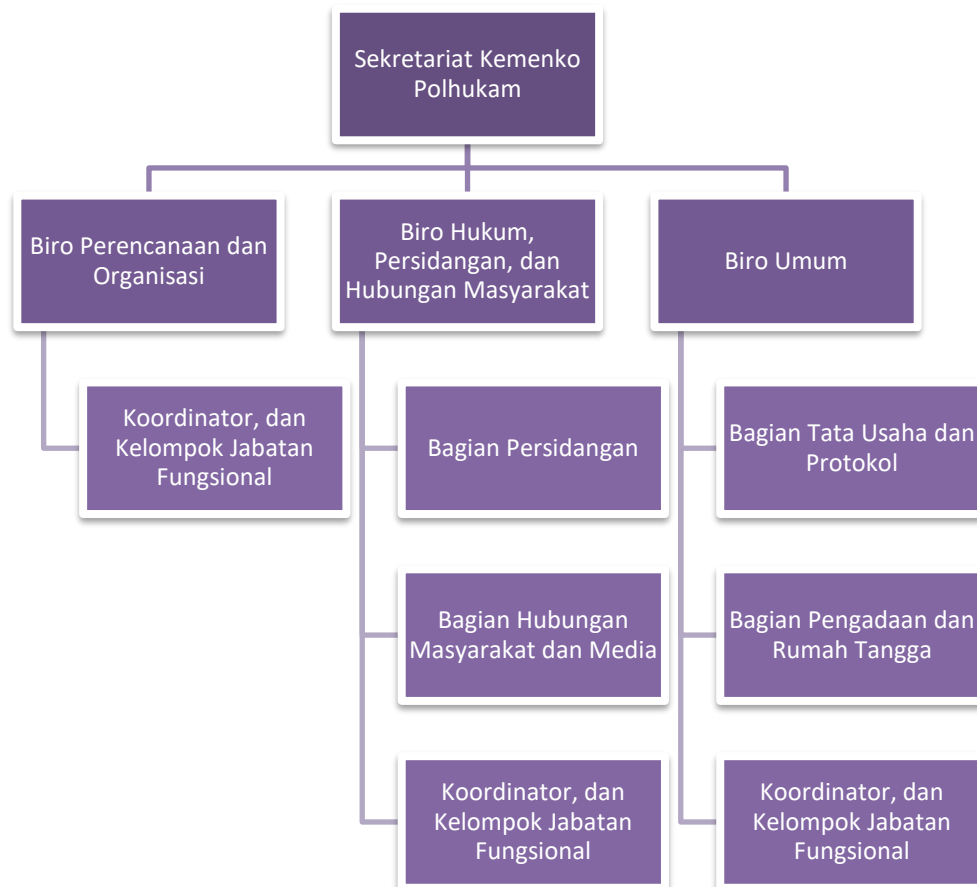 Sekretariat Kemenko
Polhukam
Biro Perencanaan dan
Organisasi
Biro Hukum,
Persidangan, dan
Hubungan Masyarakat
Biro Umum
Koordinator, dan
Kelompok Jabatan
Fungsional
Bagian Persidangan
Bagian Tata Usaha dan
Protokol
Bagian Hubungan
Masyarakat dan Media
Bagian Pengadaan dan
Rumah Tangga
Koordinator, dan
Kelompok Jabatan
Fungsional
Koordinator, dan
Kelompok Jabatan
Fungsional